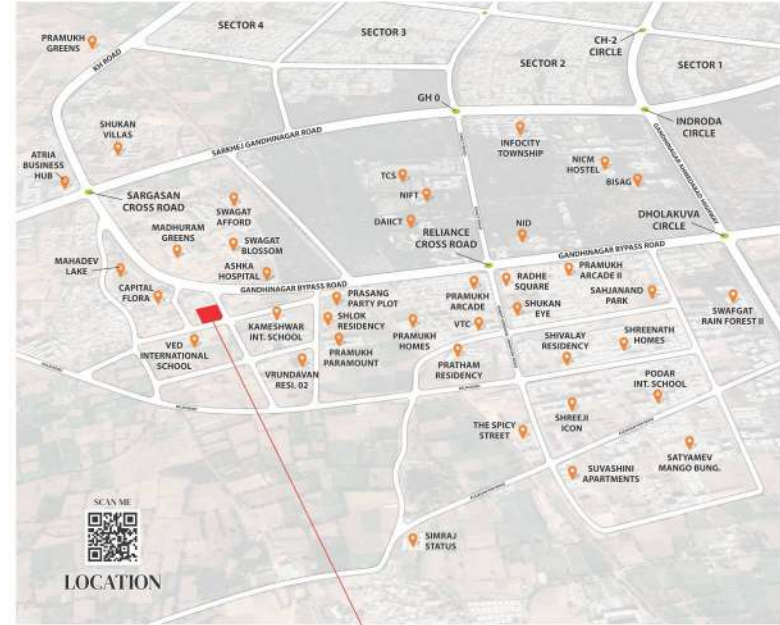 SECTOR 4
SECTOR 3
CH-2
CIRCLE
SECTOR 2
SECTOR 1
PRAMUKH
GREENS
KH ROAD
GH 0
INDRODA
CIRCLE
SHUKAN
VILLAS
SARKHEJ GANDHINAGAR ROAD
INFOCITY
TOWNSHIP
GANDHINAGAR AHMEDABAD HIGHWAY
ATRIA
BUSINESS
HUB
TCS
NIFT
NICM
HOSTEL
BISAG
SARGASAN
CROSS ROAD
SWAGAT
AFFORD
DAIICT
RELIANCE
CROSS ROAD
NID
DHOLAKUVA
CIRCLE
MADHURAM
GREENS
SWAGAT
BLOSSOM
GANDHINAGAR BYPASS ROAD
MAHADEV
LAKE
ASHKA
HOSPITAL
GANDHINAGAR BYPASS ROAD
CAPITAL
FLORA
PRASANG
PARTY PLOT
PRAMUKH
ARCADE
RADHE
SQUARE
PRAMUKH
ARCADE II
SAHJANAND
PARK
SWAFGAT
RAIN FOREST II
KAMESHWAR
INT. SCHOOL
SHLOK
RESIDENCY
PRAMUKH
HOMES
VTC
SHUKAN
EYE
VED
INTERNATIONAL
SCHOOL
PRAMUKH
PARAMOUNT
PRATHAM
RESIDENCY
SHIVALAY
RESIDENCY
SHREENATH
HOMES
VRUNDAVAN
RESI. 02
PODAR
INT. SCHOOL
THE SPICY
STREET
SHREEJI
ICON
SATYAMEV
MANGO BUNG.
SUVASHINI
APARTMENTS
SIMRAJ
STATUS
SCAN ME
LOCATION